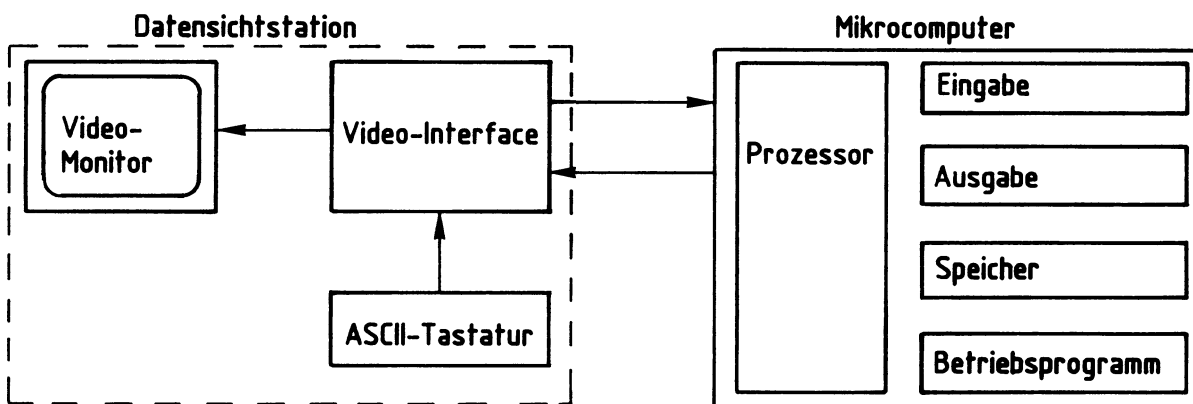 Datensichtstation
Video-
Monitor
Video-Interface
ASCII-Tastatur
Mikrocomputer
Prozessor
Eingabe
Ausgabe
Speicher
Betriebsprogramm